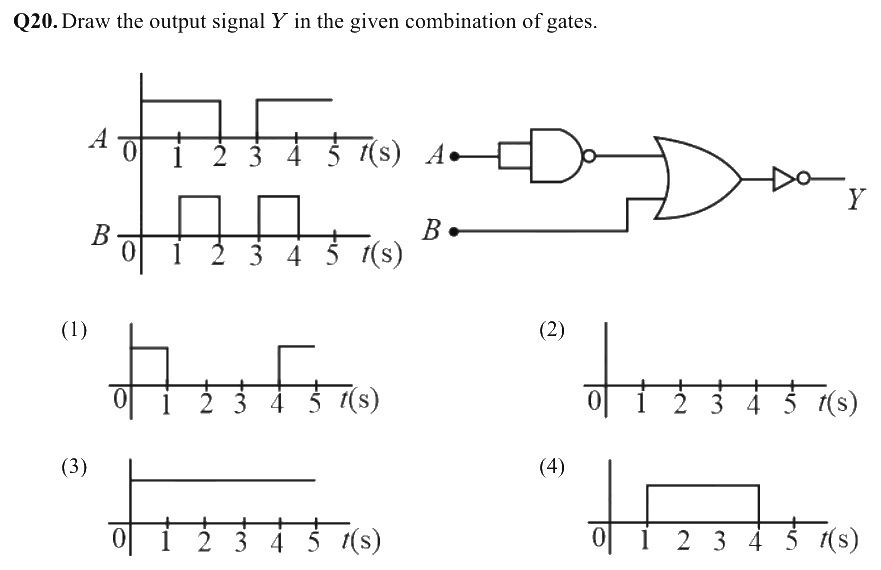 Q20. Draw the output signal Y in the given combination of gates.
A 0 1 2 3 4 5 t(s)
B 0 1 2 3 4 5 t(s)
A
B
Y
(1)
0 1 2 3 4 5 t(s)
(2)
0 1 2 3 4 5 t(s)
(3)
0 1 2 3 4 5 t(s)
(4)
0 1 2 3 4 5 t(s)